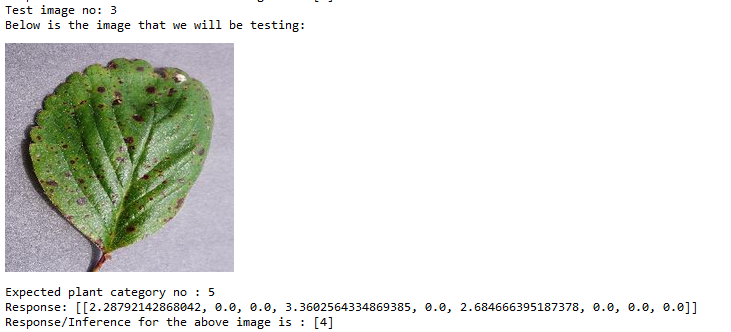 Test image no: 3
Below is the image that we will be testing:
Expected plant category no : 5
Response: [[2.28792142868042, 0.0, 0.0, 3.3602564334869385, 0.0, 2.684666395187378, 0.0, 0.0, 0.0]]
Response/Inference for the above image is : [4]